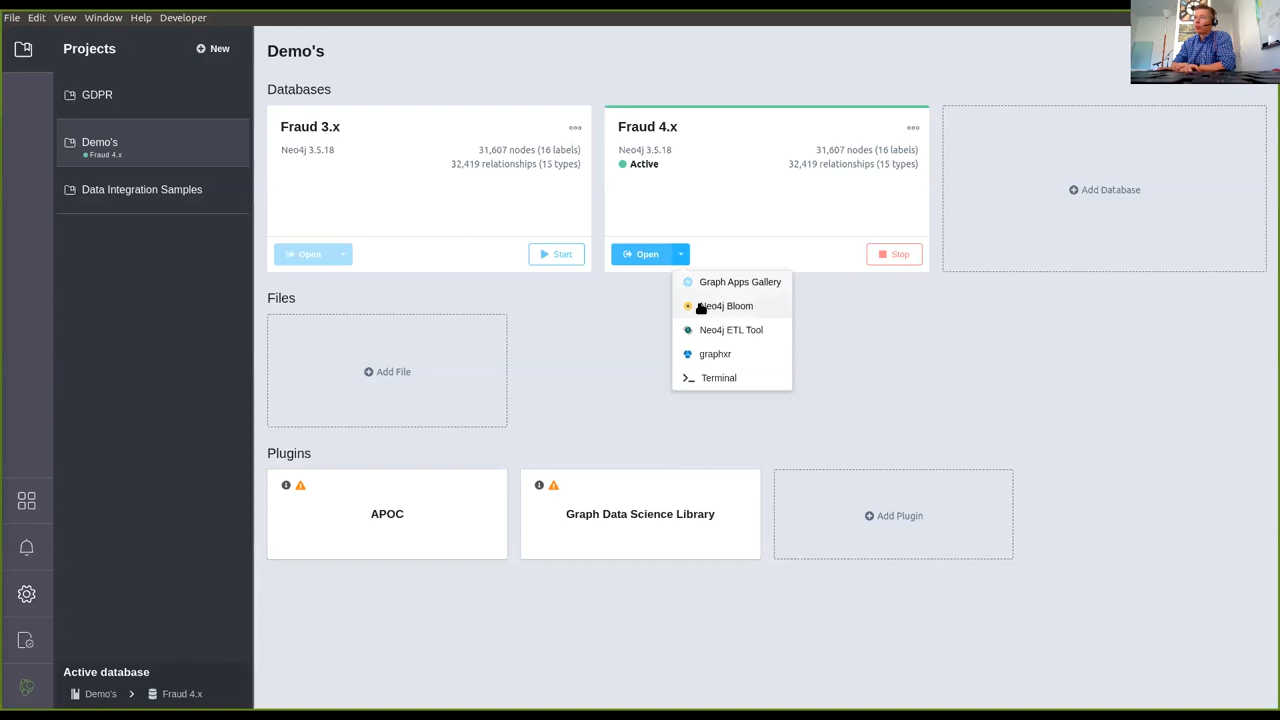 File Edit View Window Help Developer
Projects
New
GDPR
Demo's
Fraud 4.x
Data Integration Samples
Active database
Demo's > Fraud 4.x
Demo's
Databases
Fraud 3.x
Neo4j 3.5.18
31,607 nodes (16 labels)
32,419 relationships (15 types)
Open
Start
Fraud 4.x
Neo4j 3.5.18
31,607 nodes (16 labels)
Active
32,419 relationships (15 types)
Open
Stop
Add Database
Graph Apps Gallery
Neo4j Bloom
Neo4j ETL Tool
graphxr
Terminal
Files
Add File
Plugins
APOC
Graph Data Science Library
Add Plugin